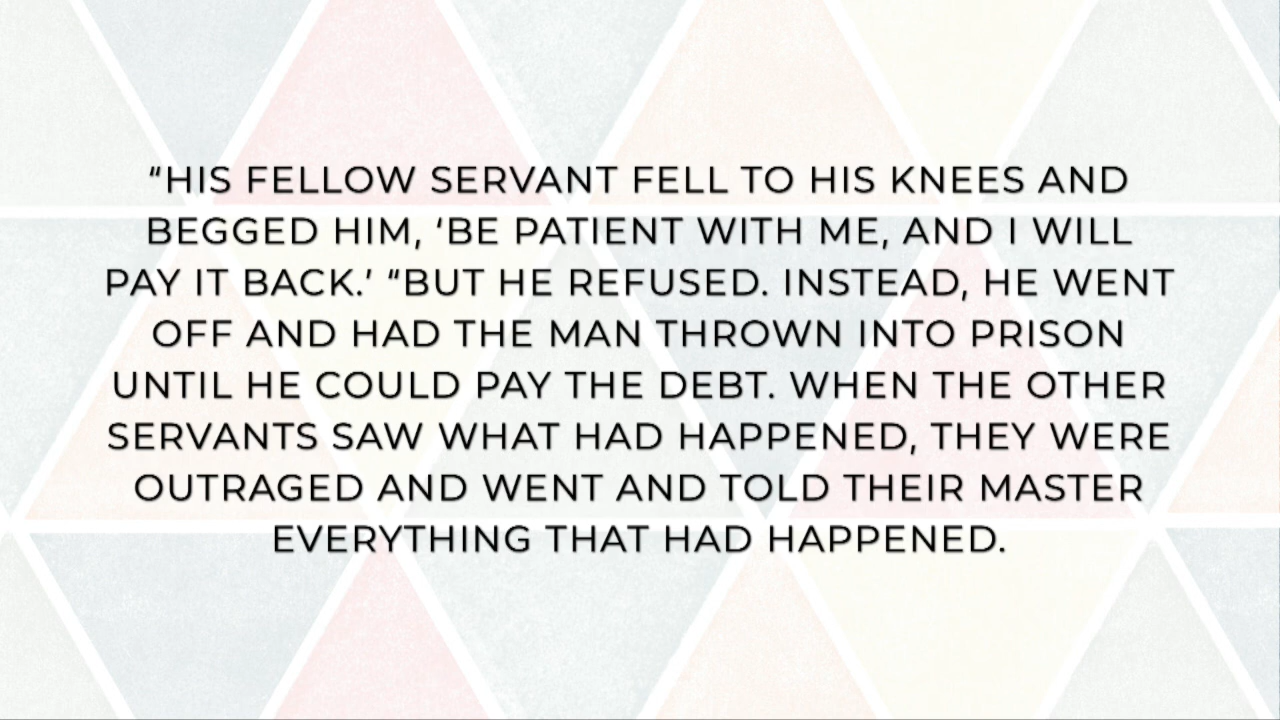 “HIS FELLOW SERVANT FELL TO HIS KNEES AND
BEGGED HIM, ‘BE PATIENT WITH ME, AND I WILL
PAY IT BACK.’ “BUT HE REFUSED. INSTEAD, HE WENT
OFF AND HAD THE MAN THROWN INTO PRISON
UNTIL HE COULD PAY THE DEBT. WHEN THE OTHER
SERVANTS SAW WHAT HAD HAPPENED, THEY WERE
OUTRAGED AND WENT AND TOLD THEIR MASTER
EVERYTHING THAT HAD HAPPENED.